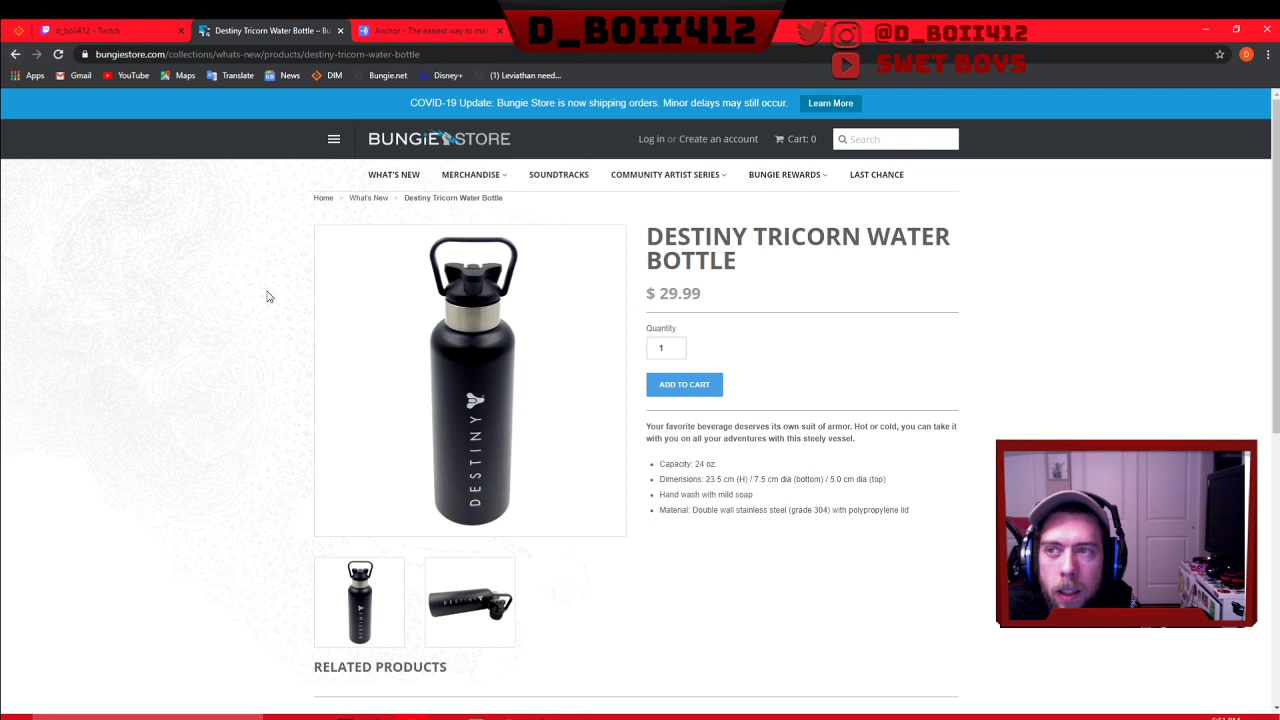 D_BOII412
@D_BOII412
SWET BOYS
d_boii412 - Twitch
Destiny Tricorn Water Bottle – Bu
Anchor - The easiest way to
bungiestore.com/collections/whats-new/products/destiny-tricorn-water-bottle
D
Apps
Gmail
YouTube
Maps
Translate
News
DIM
Bungie.net
Disney+
(1) Leviathan need...
COVID-19 Update: Bungie Store is now shipping orders. Minor delays may still occur. Learn More
BUNGIE STORE
Log in or Create an account
Cart: 0
Search
WHAT'S NEW
MERCHANDISE
SOUNDTRACKS
COMMUNITY ARTIST SERIES
BUNGIE REWARDS
LAST CHANCE
Home > What's New > Destiny Tricorn Water Bottle
DESTINY
DESTINY TRICORN WATER
BOTTLE
$ 29.99
Quantity
1
ADD TO CART
Your favorite beverage deserves its own suit of armor. Hot or cold, you can take it
with you on all your adventures with this steely vessel.
Capacity: 24 oz.
Dimensions: 23.5 cm (H) / 7.5 cm dia (bottom) / 5.0 cm dia (top)
Hand wash with mild soap
Material: Double wall stainless steel (grade 304) with polypropylene lid
DESTINY
DESTINY
RELATED PRODUCTS